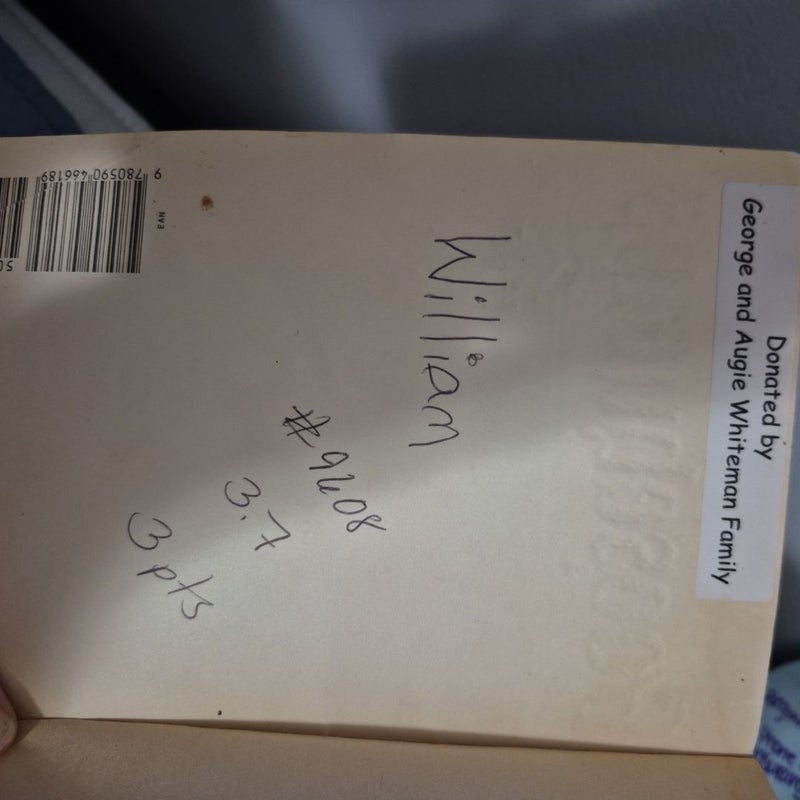 Donated by
George and Augie Whiteman Family
William
#9608
3.7
3 pts
EAN
9 780590 466189